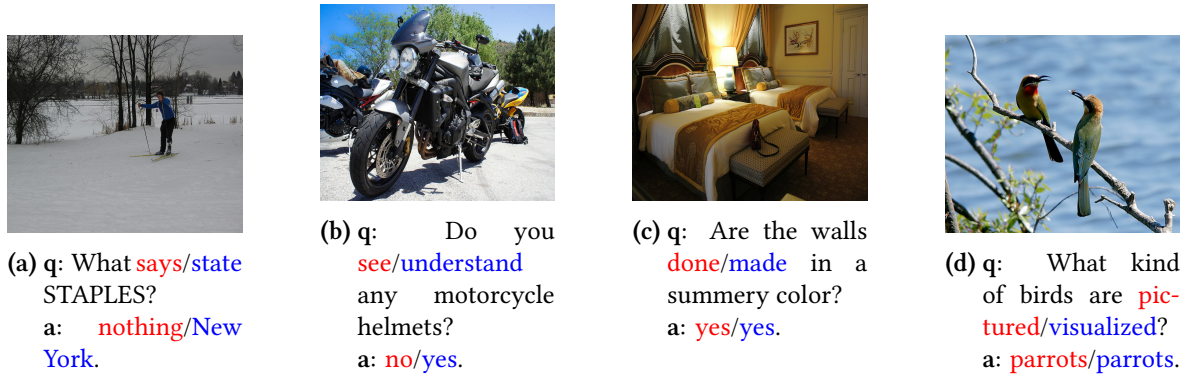 (a) q: What says/state
STAPLES?
a: nothing/New
York.
(b) q: Do you
see/understand
any motorcycle
helmets?
a: no/yes.
(c) q: Are the walls
done/made in a
summery color?
a: yes/yes.
(d) q: What kind
of birds are pic-
tured/visualized?
a: parrots/parrots.